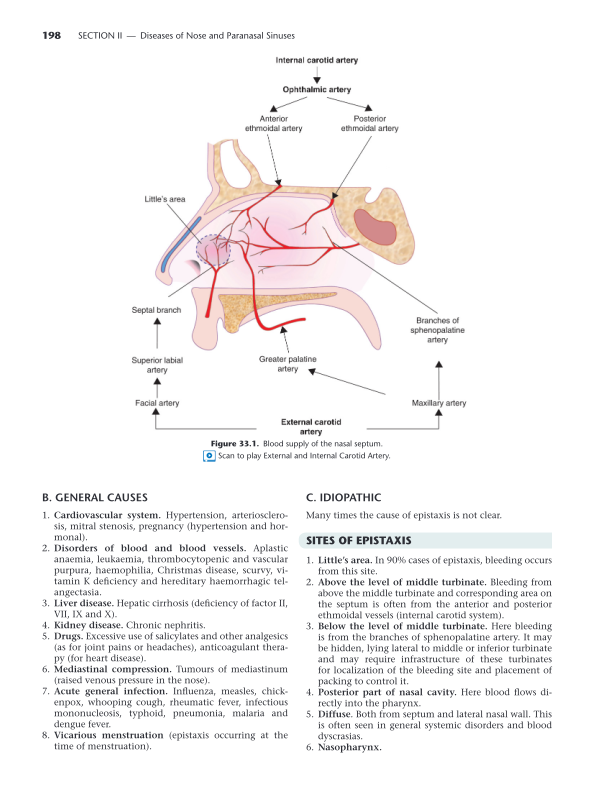 198 SECTION II — Diseases of Nose and Paranasal Sinuses
Internal carotid artery
Ophthalmic artery
Anterior
ethmoidal artery
Posterior
ethmoidal artery
Little's area
Septal branch
Branches of
sphenopalatine
artery
Superior labial
artery
Greater palatine
artery
Facial artery
Maxillary artery
External carotid
artery
Figure 33.1. Blood supply of the nasal septum.
Scan to play External and Internal Carotid Artery.
B. GENERAL CAUSES
1. Cardiovascular system. Hypertension, arteriosclero-
sis, mitral stenosis, pregnancy (hypertension and hor-
monal).
2. Disorders of blood and blood vessels. Aplastic
anaemia, leukaemia, thrombocytopenic and vascular
purpura, haemophilia, Christmas disease, scurvy, vi-
tamin K deficiency and hereditary haemorrhagic tel-
angectasia.
3. Liver disease. Hepatic cirrhosis (deficiency of factor II,
VII, IX and X).
4. Kidney disease. Chronic nephritis.
5. Drugs. Excessive use of salicylates and other analgesics
(as for joint pains or headaches), anticoagulant thera-
py (for heart disease).
6. Mediastinal compression. Tumours of mediastinum
(raised venous pressure in the nose).
7. Acute general infection. Influenza, measles, chick-
enpox, whooping cough, rheumatic fever, infectious
mononucleosis, typhoid, pneumonia, malaria and
dengue fever.
8. Vicarious menstruation (epistaxis occurring at the
time of menstruation).
C. IDIOPATHIC
Many times the cause of epistaxis is not clear.
SITES OF EPISTAXIS
1. Little's area. In 90% cases of epistaxis, bleeding occurs
from this site.
2. Above the level of middle turbinate. Bleeding from
above the middle turbinate and corresponding area on
the septum is often from the anterior and posterior
ethmoidal vessels (internal carotid system).
3. Below the level of middle turbinate. Here bleeding
is from the branches of sphenopalatine artery. It may
be hidden, lying lateral to middle or inferior turbinate
and may require infrastructure of these turbinates
for localization of the bleeding site and placement of
packing to control it.
4. Posterior part of nasal cavity. Here blood flows di-
rectly into the pharynx.
5. Diffuse. Both from septum and lateral nasal wall. This
is often seen in general systemic disorders and blood
dyscrasias.
6. Nasopharynx.